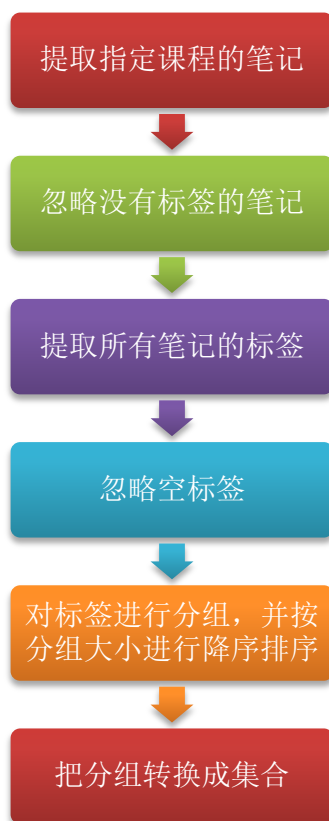 提取指定课程的笔记
忽略没有标签的笔记
提取所有笔记的标签
忽略空标签
对标签进行分组，并按
分组大小进行降序排序
把分组转换成集合